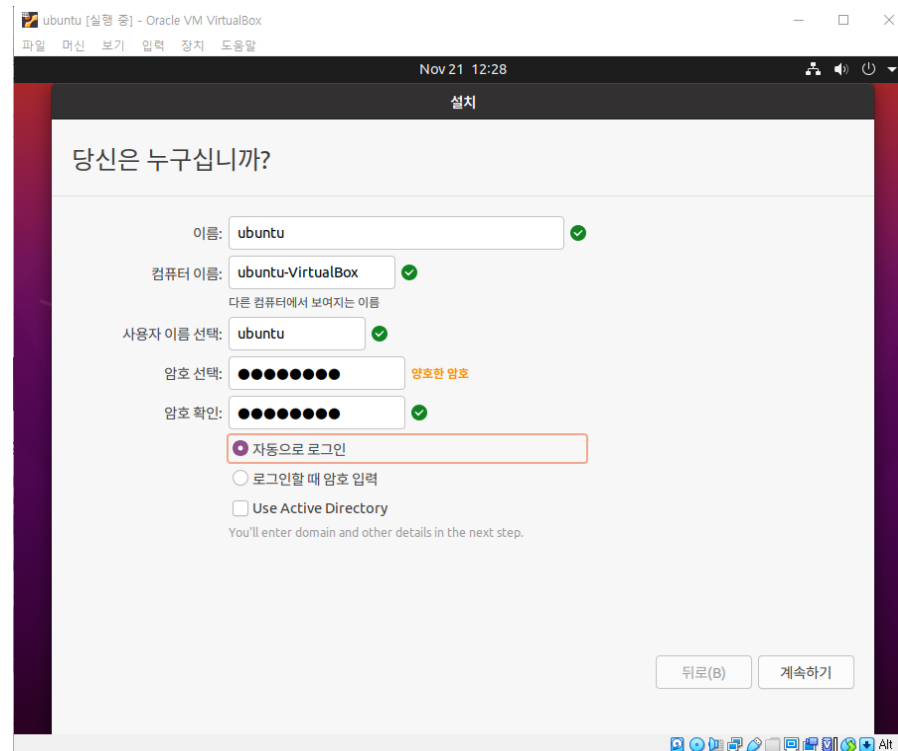 ubuntu [실행 중] - Oracle VM VirtualBox
파일 머신 보기 입력 장치 도움말
Nov 21 12:28
설치
당신은 누구십니까?
이름: ubuntu
컴퓨터 이름: ubuntu-VirtualBox
다른 컴퓨터에서 보여지는 이름
사용자 이름 선택: ubuntu
암호 선택: ●●●●●●●● 양호한 암호
암호 확인: ●●●●●●●●
자동으로 로그인
로그인할 때 암호 입력
Use Active Directory
You'll enter domain and other details in the next step.
뒤로(B) 계속하기
Alt